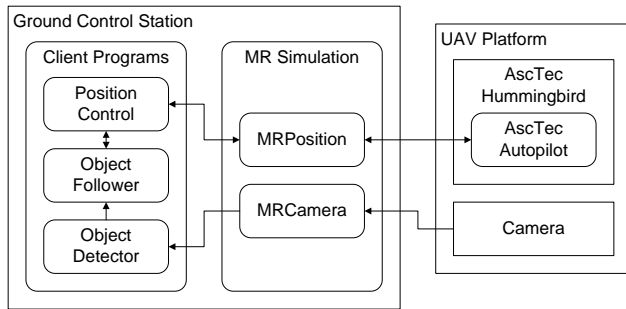 Ground Control Station
Client Programs
Position
Control
Object
Follower
Object
Detector
MR Simulation
MRPosition
MRCamera
UAV Platform
AscTec
Hummingbird
AscTec
Autopilot
Camera